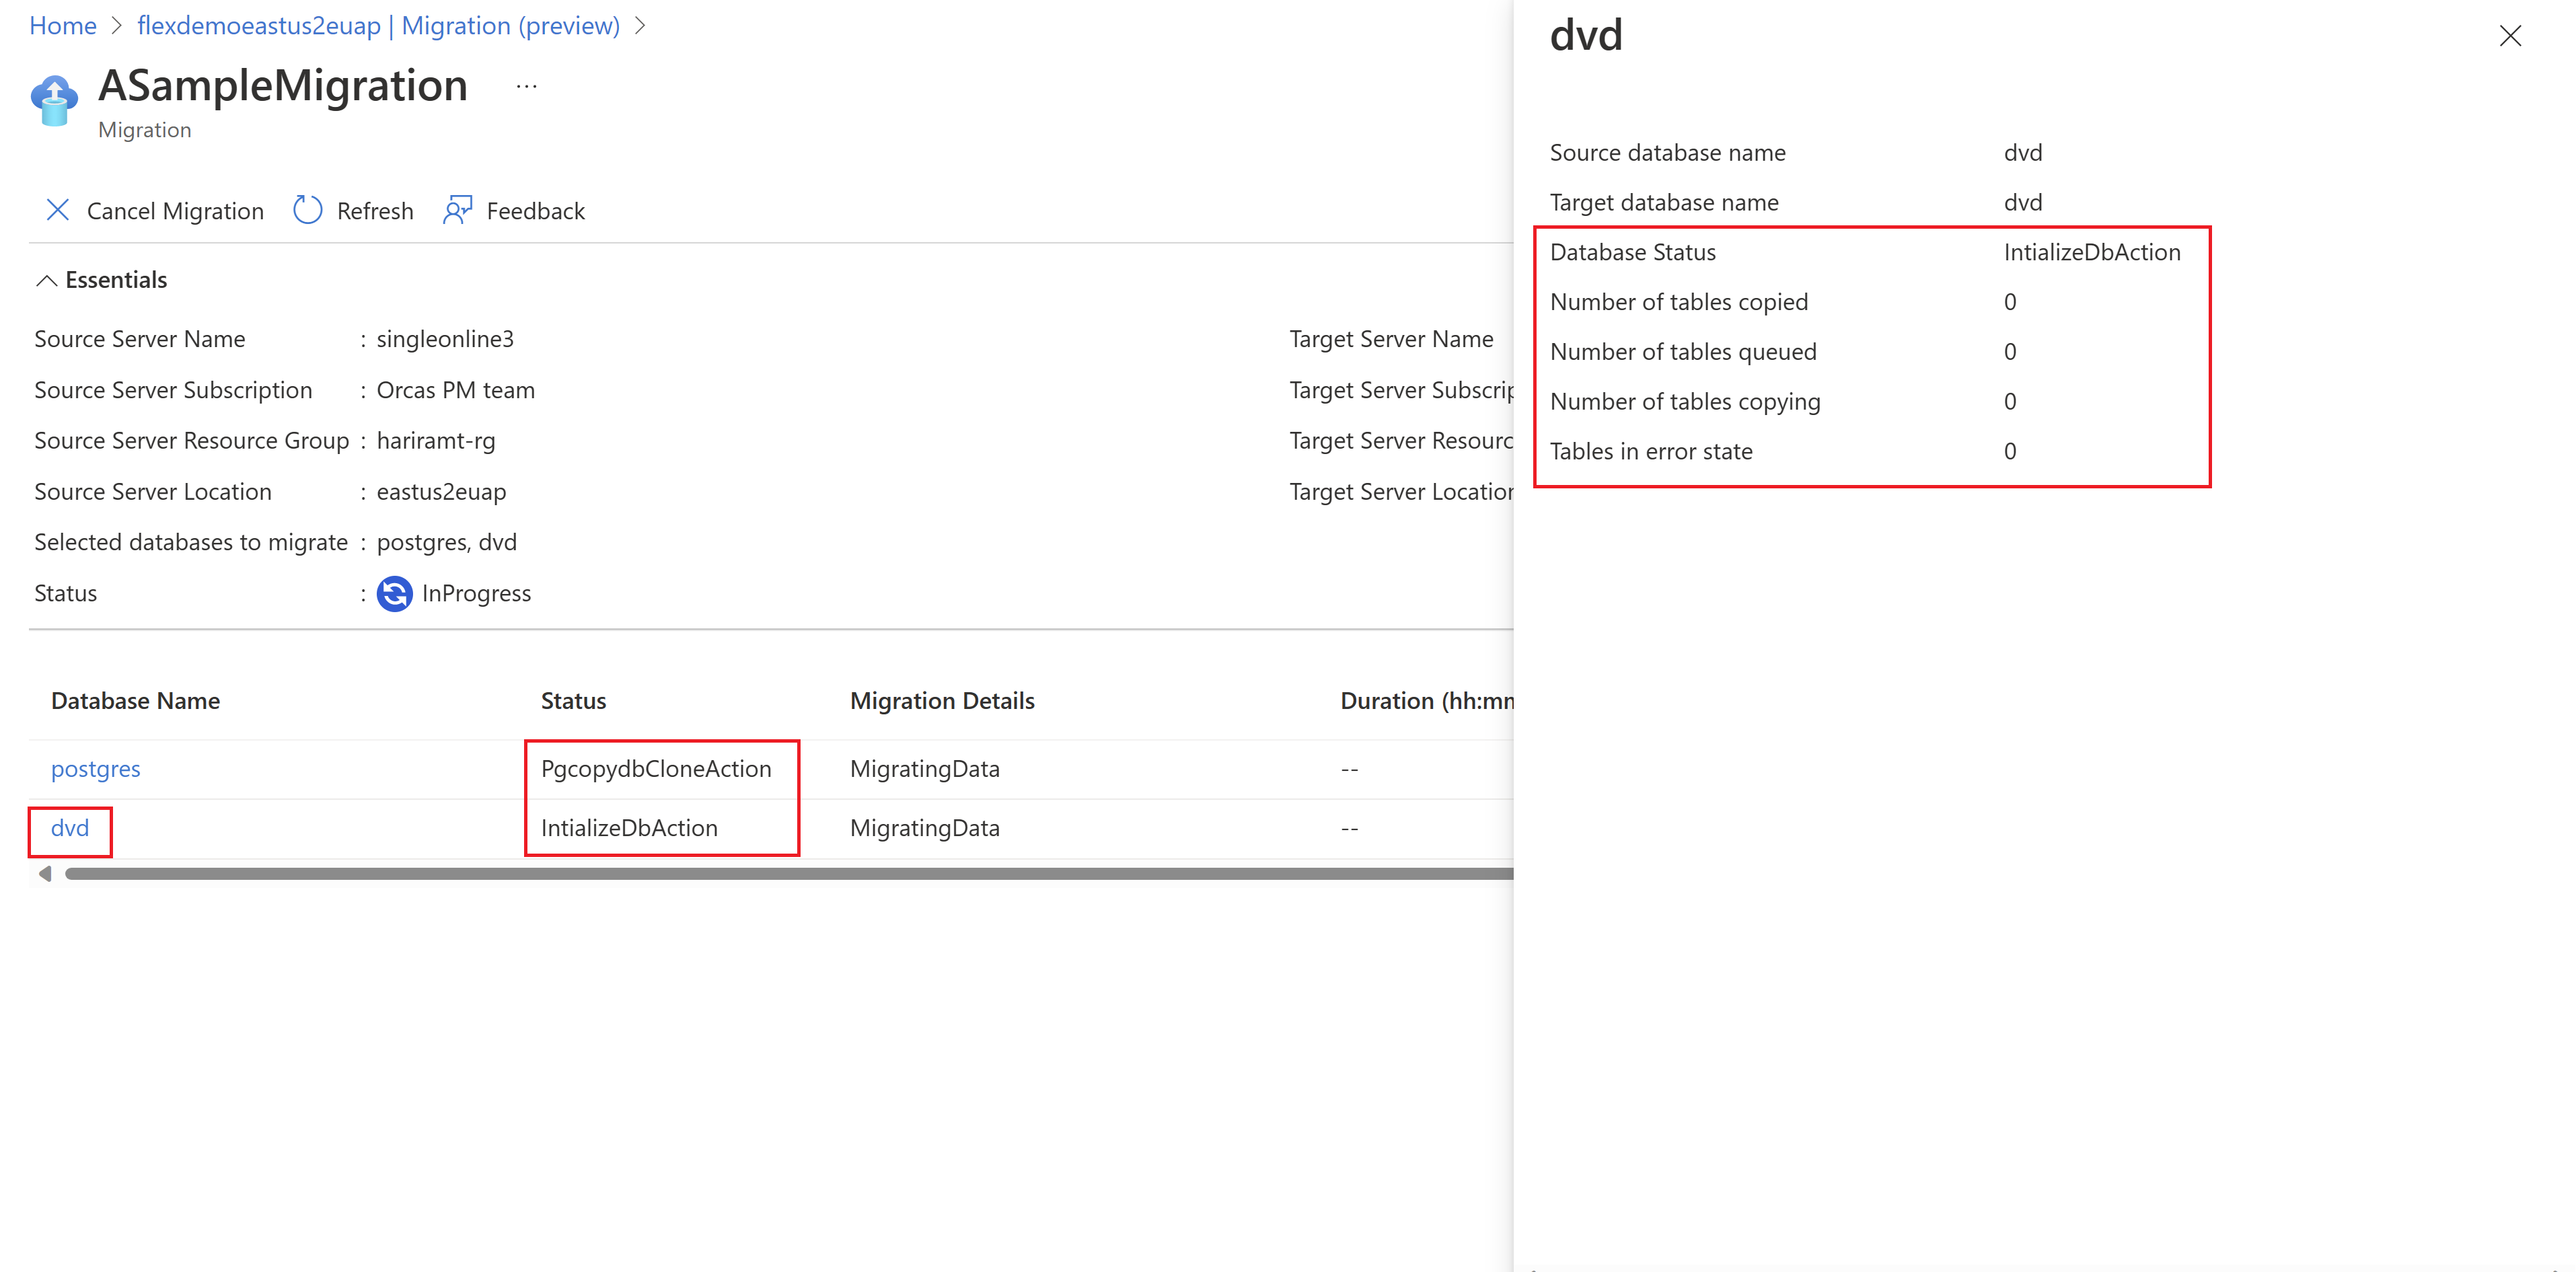 Home > flexdemoeastus2euap | Migration (preview) >
ASampleMigration ...
Migration
Cancel Migration Refresh Feedback
Essentials
Source Server Name : singleonline3 Target Server Name
Source Server Subscription : Orcas PM team Target Server Subscrip
Source Server Resource Group : hariramt-rg Target Server Resourc
Source Server Location : eastus2euap Target Server Location
Selected databases to migrate : postgres, dvd
Status : InProgress
Database Name Status Migration Details Duration (hh:mm
postgres PgcopydbCloneAction MigratingData --
dvd IntializeDbAction MigratingData --
dvd
Source database name dvd
Target database name dvd
Database Status IntializeDbAction
Number of tables copied 0
Number of tables queued 0
Number of tables copying 0
Tables in error state 0